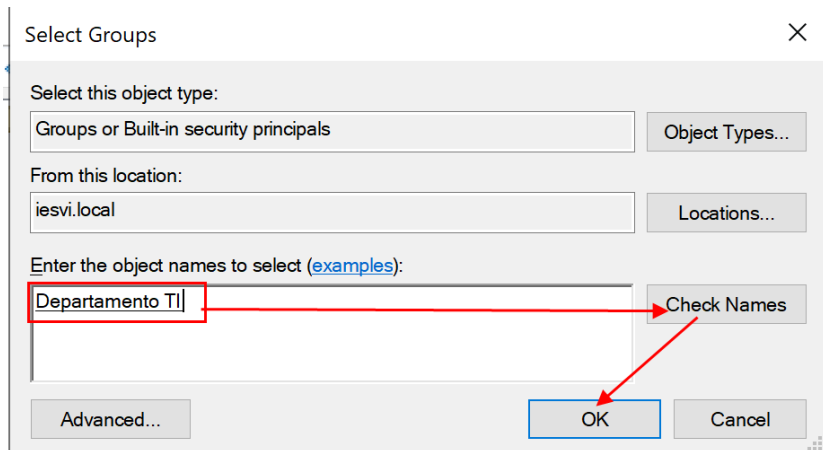 Select Groups
Select this object type:
Groups or Built-in security principals
Object Types...
From this location:
iesvi.local
Locations...
Enter the object names to select (examples):
Departamento TI
Check Names
Advanced...
OK
Cancel